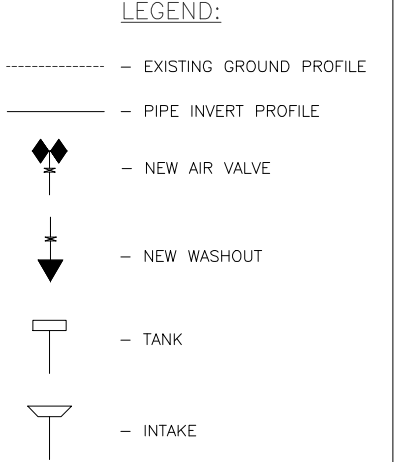 LEGEND:
– EXISTING GROUND PROFILE
– PIPE INVERT PROFILE
– NEW AIR VALVE
– NEW WASHOUT
– TANK
– INTAKE